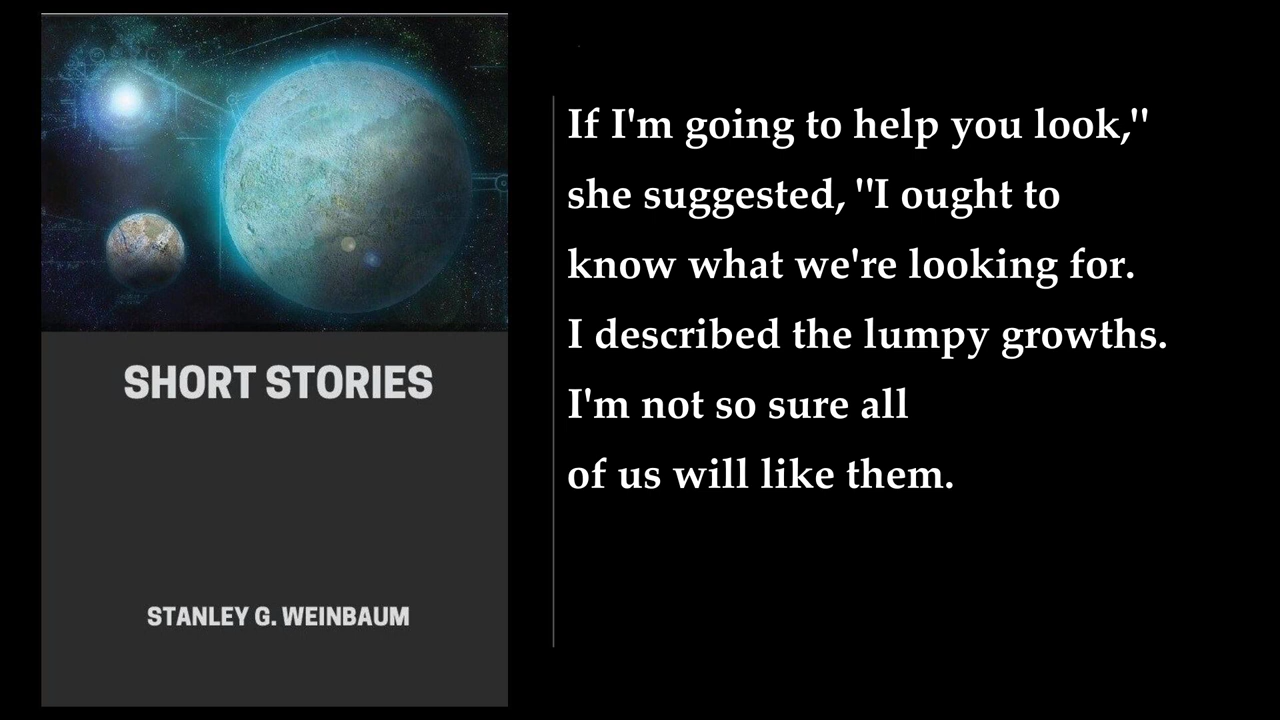 SHORT STORIES
STANLEY G. WEINBAUM
If I'm going to help you look,"
she suggested, "I ought to
know what we're looking for.
I described the lumpy growths.
I'm not so sure all
of us will like them.